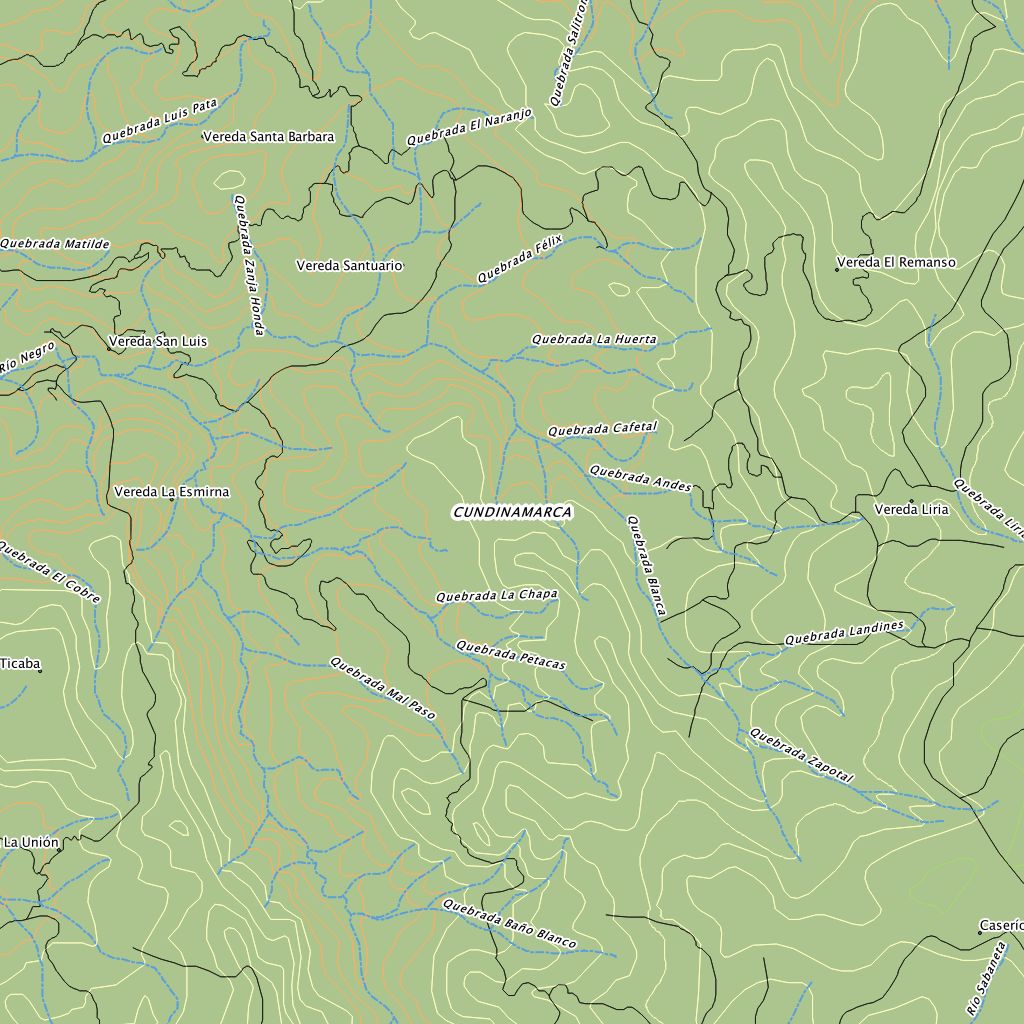 Quebrada Salitron
Quebrada Luis Pata
Vereda Santa Barbara
Quebrada El Naranjo
Quebrada Matilde
Quebrada Zanja Honda
Vereda Santuario
Quebrada Félix
Vereda El Remanso
Vereda San Luis
Río Negro
Quebrada La Huerta
Quebrada Cafetal
Quebrada Andes
Vereda La Esmirna
CUNDINAMARCA
Quebrada Liria
Vereda Liria
Quebrada Blanca
Quebrada El Cobre
Quebrada La Chapa
Quebrada Landines
Quebrada Petacas
Ticaba
Quebrada Mal Paso
Quebrada Zapotal
La Unión
Quebrada Baño Blanco
Caserío
Río Sabaneta